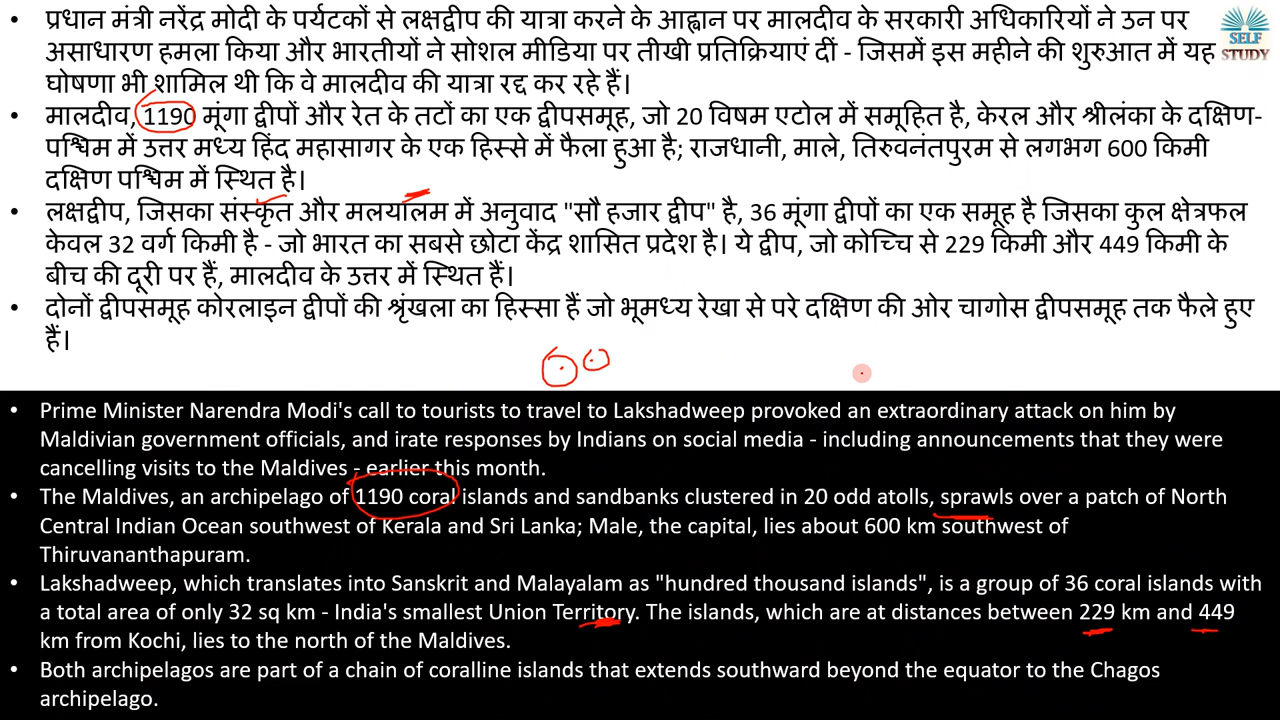 • प्रधान मंत्री नरेंद्र मोदी के पर्यटकों से लक्षद्वीप की यात्रा करने के आह्वान पर मालदीव के सरकारी अधिकारियों ने उन पर
असाधारण हमला किया और भारतीयों ने सोशल मीडिया पर तीखी प्रतिक्रियाएं दीं - जिसमें इस महीने की शुरुआत में यह
घोषणा भी शामिल थी कि वे मालदीव की यात्रा रद्द कर रहे हैं।
SELF
STUDY
• मालदीव, 1190 मूंगा द्वीपों और रेत के तटों का एक द्वीपसमूह, जो 20 विषम एटोल में समूहित है, केरल और श्रीलंका के दक्षिण-
पश्चिम में उत्तर मध्य हिंद महासागर के एक हिस्से में फैला हुआ है; राजधानी, माले, तिरुवनंतपुरम से लगभग 600 किमी
दक्षिण पश्चिम में स्थित है।
• लक्षद्वीप, जिसका संस्कृत और मलयालम में अनुवाद "सौ हजार द्वीप" है, 36 मूंगा द्वीपों का एक समूह है जिसका कुल क्षेत्रफल
केवल 32 वर्ग किमी है - जो भारत का सबसे छोटा केंद्र शासित प्रदेश है। ये द्वीप, जो कोच्चि से 229 किमी और 449 किमी के
बीच की दूरी पर हैं, मालदीव के उत्तर में स्थित हैं।
• दोनों द्वीपसमूह कोरलाइन द्वीपों की श्रृंखला का हिस्सा हैं जो भूमध्य रेखा से परे दक्षिण की ओर चागोस द्वीपसमूह तक फैले हुए
हैं।
• Prime Minister Narendra Modi's call to tourists to travel to Lakshadweep provoked an extraordinary attack on him by
Maldivian government officials, and irate responses by Indians on social media - including announcements that they were
cancelling visits to the Maldives - earlier this month.
• The Maldives, an archipelago of 1190 coral islands and sandbanks clustered in 20 odd atolls, sprawls over a patch of North
Central Indian Ocean southwest of Kerala and Sri Lanka; Male, the capital, lies about 600 km southwest of
Thiruvananthapuram.
• Lakshadweep, which translates into Sanskrit and Malayalam as "hundred thousand islands", is a group of 36 coral islands with
a total area of only 32 sq km - India's smallest Union Territory. The islands, which are at distances between 229 km and 449
km from Kochi, lies to the north of the Maldives.
• Both archipelagos are part of a chain of coralline islands that extends southward beyond the equator to the Chagos
archipelago.